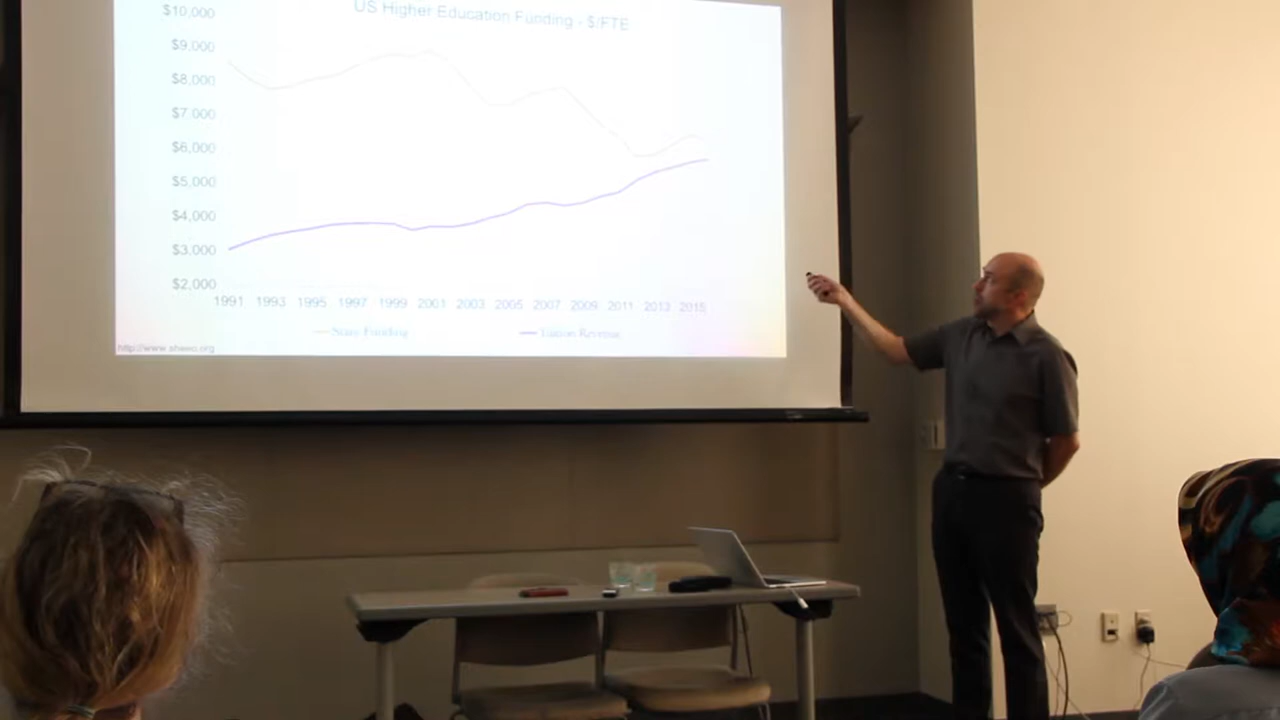 US Higher Education Funding - $/FTE
$10,000
$9,000
$8,000
$7,000
$6,000
$5,000
$4,000
$3,000
$2,000
1991 1993 1995 1997 1999 2001 2003 2005 2007 2009 2011 2013 2015
State Funding Tuition Revenue
http://www.sheeo.org